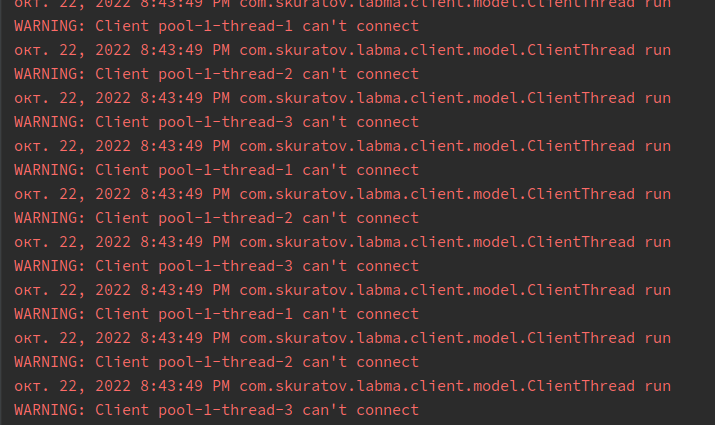 окт. 22, 2022 8:43:49 PM com.skuratov.labma.client.model.ClientThread run
WARNING: Client pool-1-thread-1 can't connect
окт. 22, 2022 8:43:49 PM com.skuratov.labma.client.model.ClientThread run
WARNING: Client pool-1-thread-2 can't connect
окт. 22, 2022 8:43:49 PM com.skuratov.labma.client.model.ClientThread run
WARNING: Client pool-1-thread-3 can't connect
окт. 22, 2022 8:43:49 PM com.skuratov.labma.client.model.ClientThread run
WARNING: Client pool-1-thread-1 can't connect
окт. 22, 2022 8:43:49 PM com.skuratov.labma.client.model.ClientThread run
WARNING: Client pool-1-thread-2 can't connect
окт. 22, 2022 8:43:49 PM com.skuratov.labma.client.model.ClientThread run
WARNING: Client pool-1-thread-3 can't connect
окт. 22, 2022 8:43:49 PM com.skuratov.labma.client.model.ClientThread run
WARNING: Client pool-1-thread-1 can't connect
окт. 22, 2022 8:43:49 PM com.skuratov.labma.client.model.ClientThread run
WARNING: Client pool-1-thread-2 can't connect
окт. 22, 2022 8:43:49 PM com.skuratov.labma.client.model.ClientThread run
WARNING: Client pool-1-thread-3 can't connect